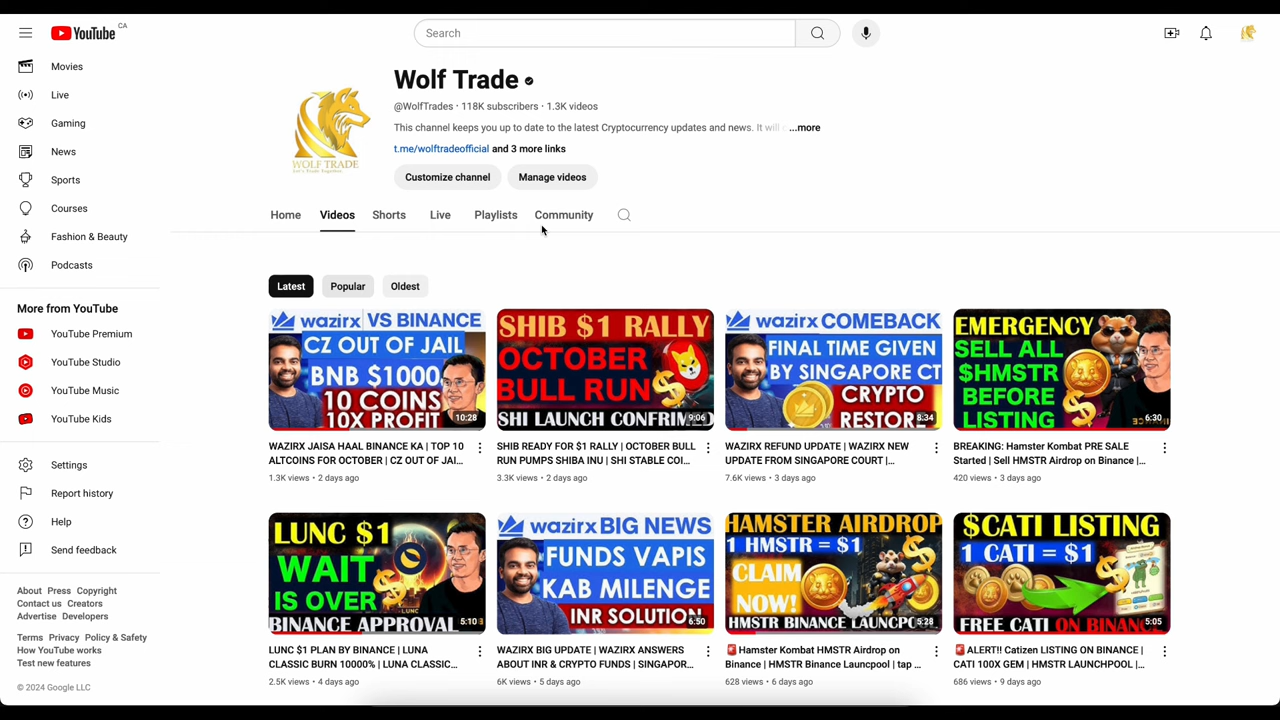 YouTube CA
Search
Movies
Live
Gaming
News
Sports
Courses
Fashion & Beauty
Podcasts
More from YouTube
YouTube Premium
YouTube Studio
YouTube Music
YouTube Kids
Settings
Report history
Help
Send feedback
About Press Copyright
Contact us Creators
Advertise Developers
Terms Privacy Policy & Safety
How YouTube works
Test new features
© 2024 Google LLC
WOLF TRADE
Let's Trade Together
Wolf Trade
@WolfTrades · 118K subscribers · 1.3K videos
This channel keeps you up to date to the latest Cryptocurrency updates and news. It will ...more
t.me/wolftradeofficial and 3 more links
Customize channel Manage videos
Home Videos Shorts Live Playlists Community
Latest Popular Oldest
wazirx VS BINANCE
CZ OUT OF JAIL
BNB $1000
10 COINS
10X PROFIT
10:28
WAZIRX JAISA HAAL BINANCE KA | TOP 10
ALTCOINS FOR OCTOBER | CZ OUT OF JAI...
1.3K views · 2 days ago
SHIB $1 RALLY
OCTOBER
BULL RUN
SHI LAUNCH CONFIRM
9:06
SHIB READY FOR $1 RALLY | OCTOBER BULL
RUN PUMPS SHIBA INU | SHI STABLE COI...
3.3K views · 2 days ago
wazirx COMEBACK
FINAL TIME GIVEN
BY SINGAPORE CT
CRYPTO
RESTOR
8:34
WAZIRX REFUND UPDATE | WAZIRX NEW
UPDATE FROM SINGAPORE COURT |...
7.6K views · 3 days ago
EMERGENCY
SELL ALL
$HMSTR
BEFORE
LISTING
6:30
BREAKING: Hamster Kombat PRE SALE
Started | Sell HMSTR Airdrop on Binance |...
420 views · 3 days ago
LUNC $1
WAIT
IS OVER
LUNC
BINANCE APPROVAL
5:10
LUNC $1 PLAN BY BINANCE | LUNA
CLASSIC BURN 10000% | LUNA CLASSIC...
2.5K views · 4 days ago
wazirx BIG NEWS
FUNDS VAPIS
KAB MILENGE
INR SOLUTION
6:50
WAZIRX BIG UPDATE | WAZIRX ANSWERS
ABOUT INR & CRYPTO FUNDS | SINGAPOR...
6K views · 5 days ago
HAMSTER AIRDROP
1 HMSTR = $1
CLAIM
NOW!
HMSTR BINANCE LAUNCPO
5:28
🚨Hamster Kombat HMSTR Airdrop on
Binance | HMSTR Binance Launcpool | tap ...
628 views · 6 days ago
$CATI LISTING
1 CATI = $1
FREE CATI ON BINANC
5:05
🚨ALERT!! Catizen LISTING ON BINANCE |
CATI 100X GEM | HMSTR LAUNCHPOOL |...
686 views · 9 days ago